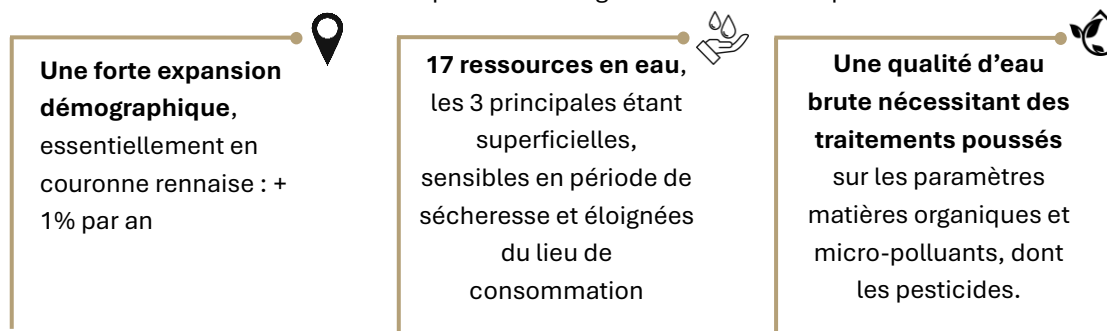 Une forte expansion
démographique,
essentiellement en
couronne rennaise : +
1% par an
17 ressources en eau,
les 3 principales étant
superficielles,
sensibles en période de
sécheresse et éloignées
du lieu de
consommation
Une qualité d’eau
brute nécessitant des
traitements poussés
sur les paramètres
matières organiques et
micro-polluants, dont
les pesticides.